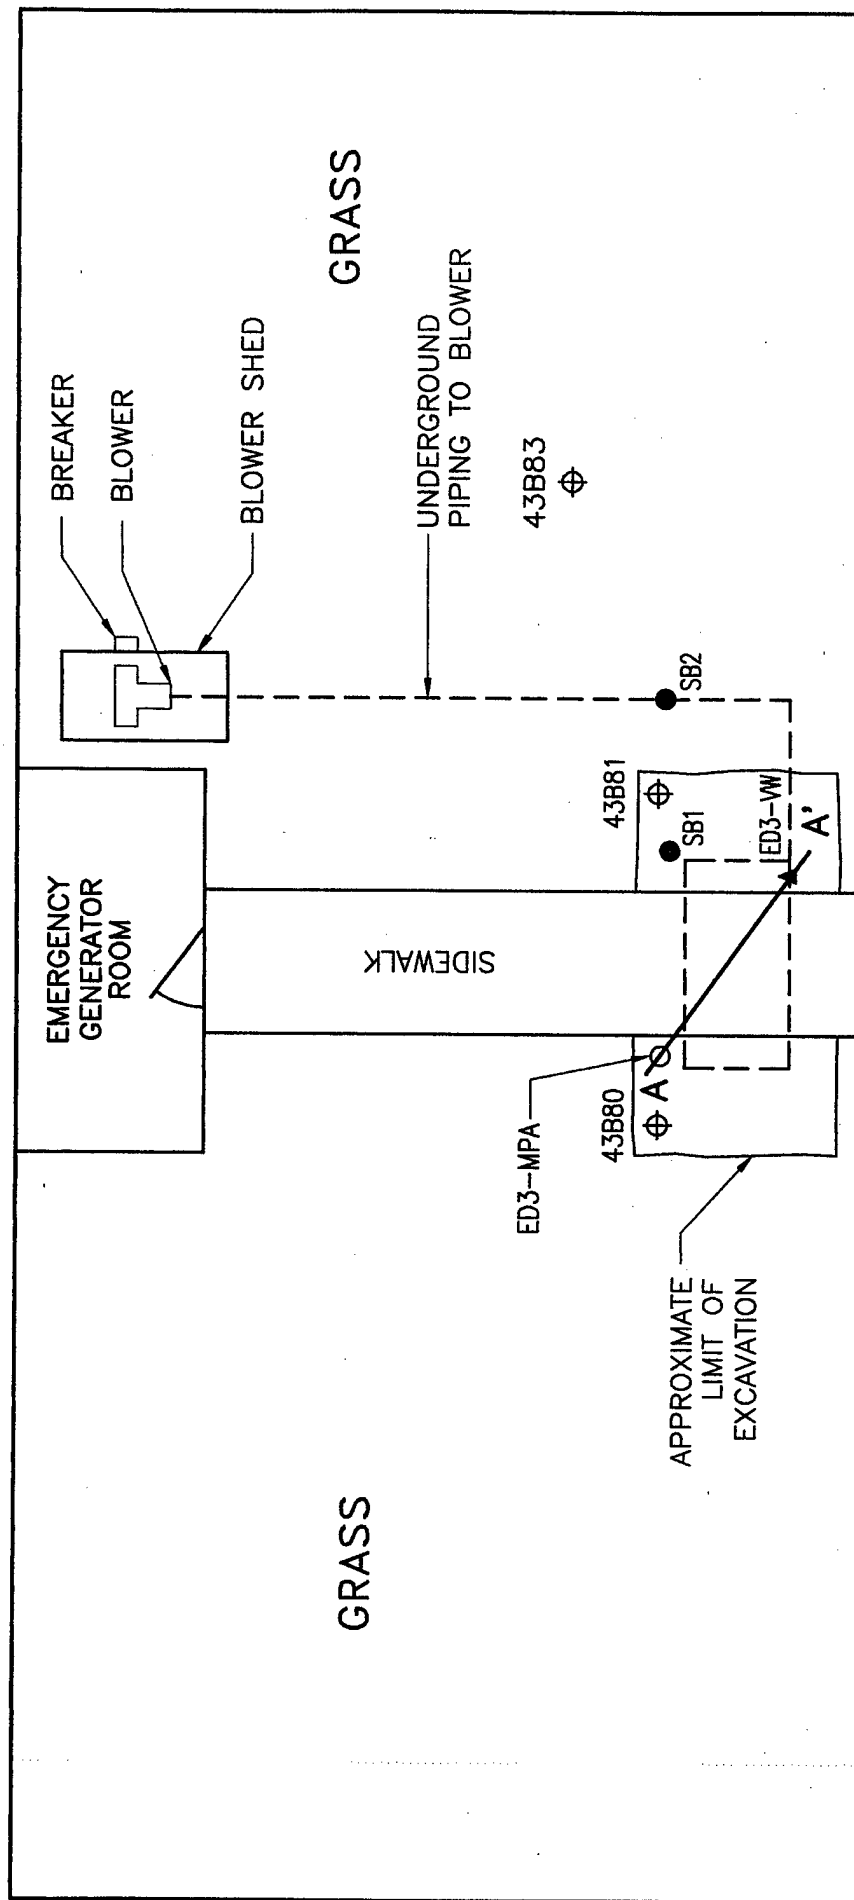 GRASS
GRASS
EMERGENCY
GENERATOR
ROOM
BREAKER
BLOWER
BLOWER SHED
UNDERGROUND
PIPING TO BLOWER
SIDEWALK
43B83
ED3-MPA
43B80
A
43B81
SB1
SB2
ED3-VW
A'
APPROXIMATE
LIMIT OF
EXCAVATION